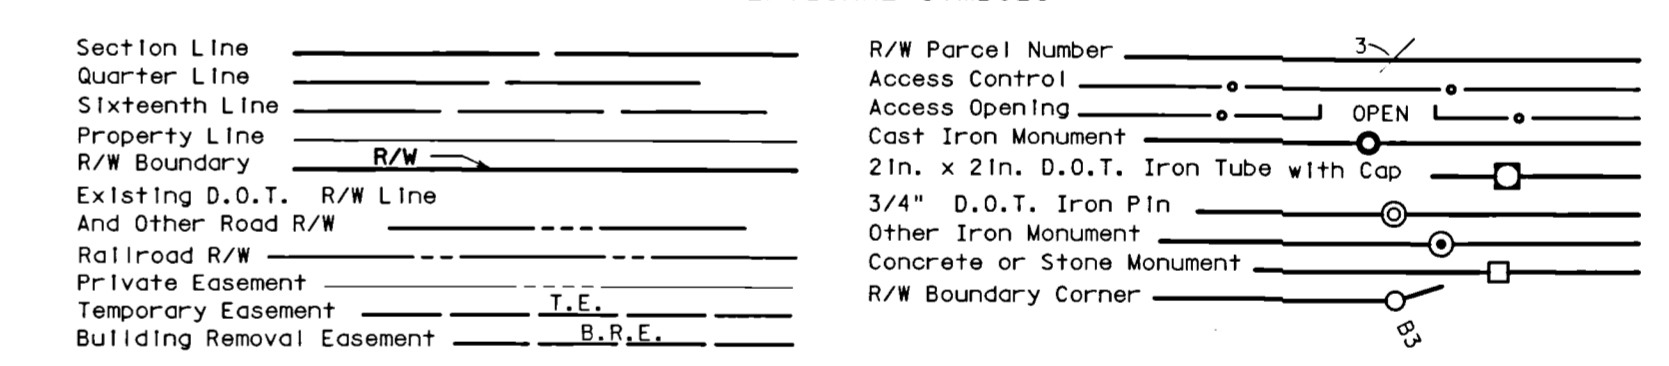 Section Line
Quarter Line
Sixteenth Line
Property Line
R/W Boundary R/W
Existing D.O.T. R/W Line
And Other Road R/W
Railroad R/W
Private Easement
Temporary Easement T.E.
Building Removal Easement B.R.E.
R/W Parcel Number 3
Access Control
Access Opening OPEN
Cast Iron Monument
2in. x 2in. D.O.T. Iron Tube with Cap
3/4" D.O.T. Iron Pin
Other Iron Monument
Concrete or Stone Monument
R/W Boundary Corner
B3